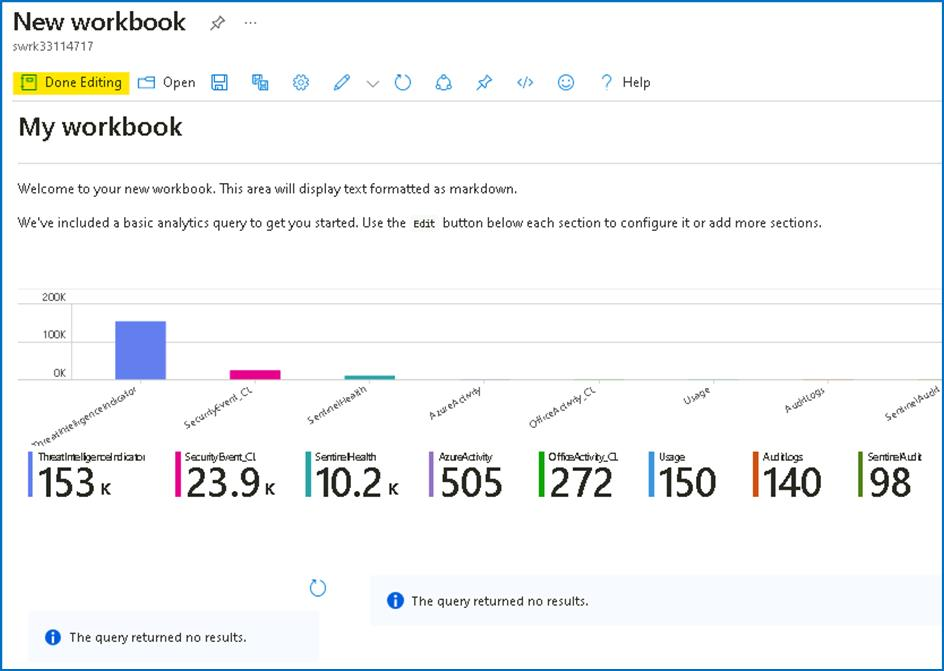 New workbook ...
swrk33114717
Done Editing Open </> ? Help
My workbook
Welcome to your new workbook. This area will display text formatted as markdown.
We've included a basic analytics query to get you started. Use the Edit button below each section to configure it or add more sections.
200K
100K
0K
ThreatIntelligenceIndicator SecurityEvent_CL SentinelHealth AzureActivity OfficeActivity_CL Usage AuditLogs SentinelAudit
ThreatIntelligenceIndicator SecurityEvent_CL SentinelHealth AzureActivity OfficeActivity_CL Usage AuditLogs SentinelAudit
153 K 23.9 K 10.2 K 505 272 150 140 98
The query returned no results.
The query returned no results.